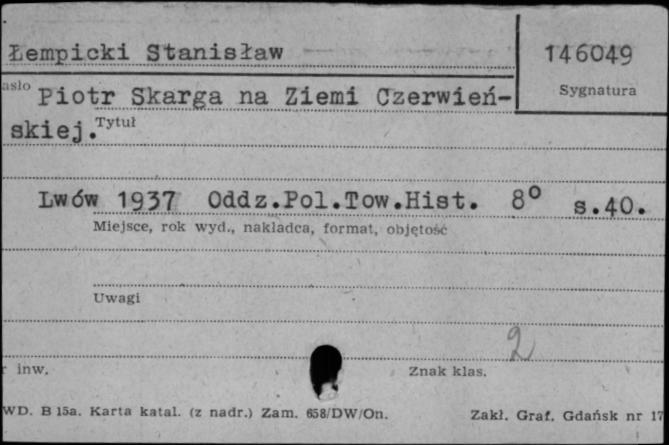 Łempicki Stanisław
146049
asło
Sygnatura
Piotr Skarga na Ziemi Czerwień-
skiej.
Tytuł
Lwów 1937 Oddz.Pol.Tow.Hist. 8° s.40.
Miejsce, rok wyd., nakładca, format, objętość
Uwagi
2
r inw.
Znak klas.
WD. B 15a. Karta katal. (z nadr.) Zam. 658/DW/On.
Zakł. Graf. Gdańsk nr 17